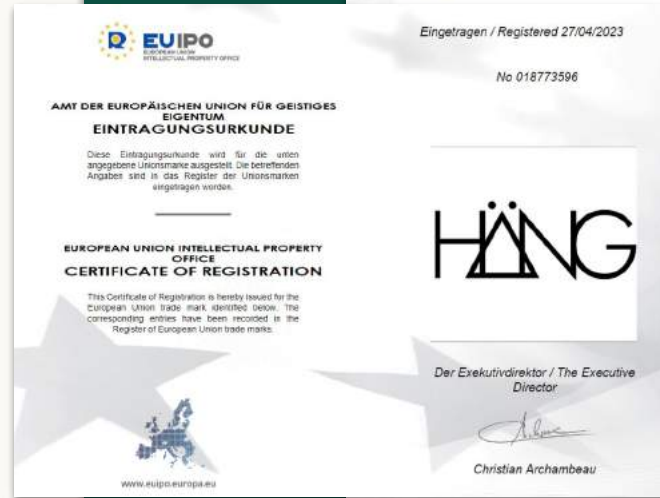 EUIPO
EUROPEAN UNION
INTELLECTUAL PROPERTY OFFICE
AMT DER EUROPÄISCHEN UNION FÜR GEISTIGES
EIGENTUM
EINTRAGUNGSURKUNDE
Diese Eintragungsurkunde wird für die unten
angegebene Unionsmarke ausgestellt. Die betreffenden
Angaben sind in das Register der Unionsmarken
eingetragen worden.
EUROPEAN UNION INTELLECTUAL PROPERTY
OFFICE
CERTIFICATE OF REGISTRATION
This Certificate of Registration is hereby issued for the
European Union trade mark identified below. The
corresponding entries have been recorded in the
Register of European Union trade marks.
www.euipo.europa.eu
Eingetragen / Registered 27/04/2023
No 018773596
HÄNG
Der Exekutivdirektor / The Executive
Director
Christian Archambeau